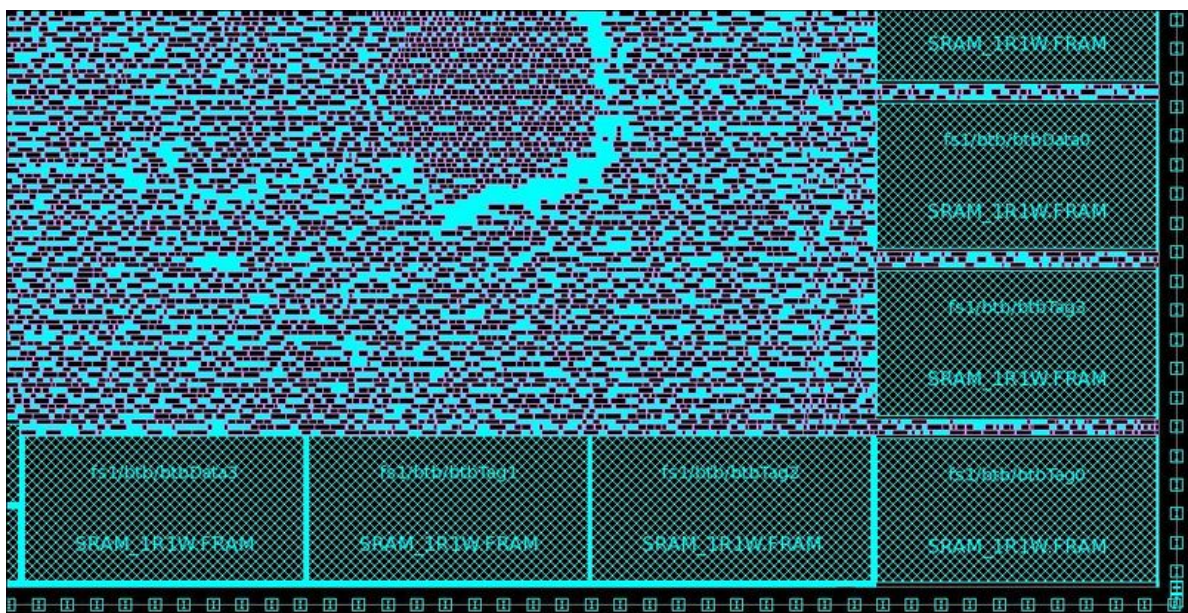 SRAM_1R1W.FRAM
fs1/btb/btbData0
SRAM_1R1W.FRAM
fs1/btb/btbTag3
SRAM_1R1W.FRAM
fs1/btb/btbData3
fs1/btb/btbTag1
fs1/btb/btbTag2
fs1/btb/btbTag0
SRAM_1R1W.FRAM
SRAM_1R1W.FRAM
SRAM_1R1W.FRAM
SRAM_1R1W.FRAM